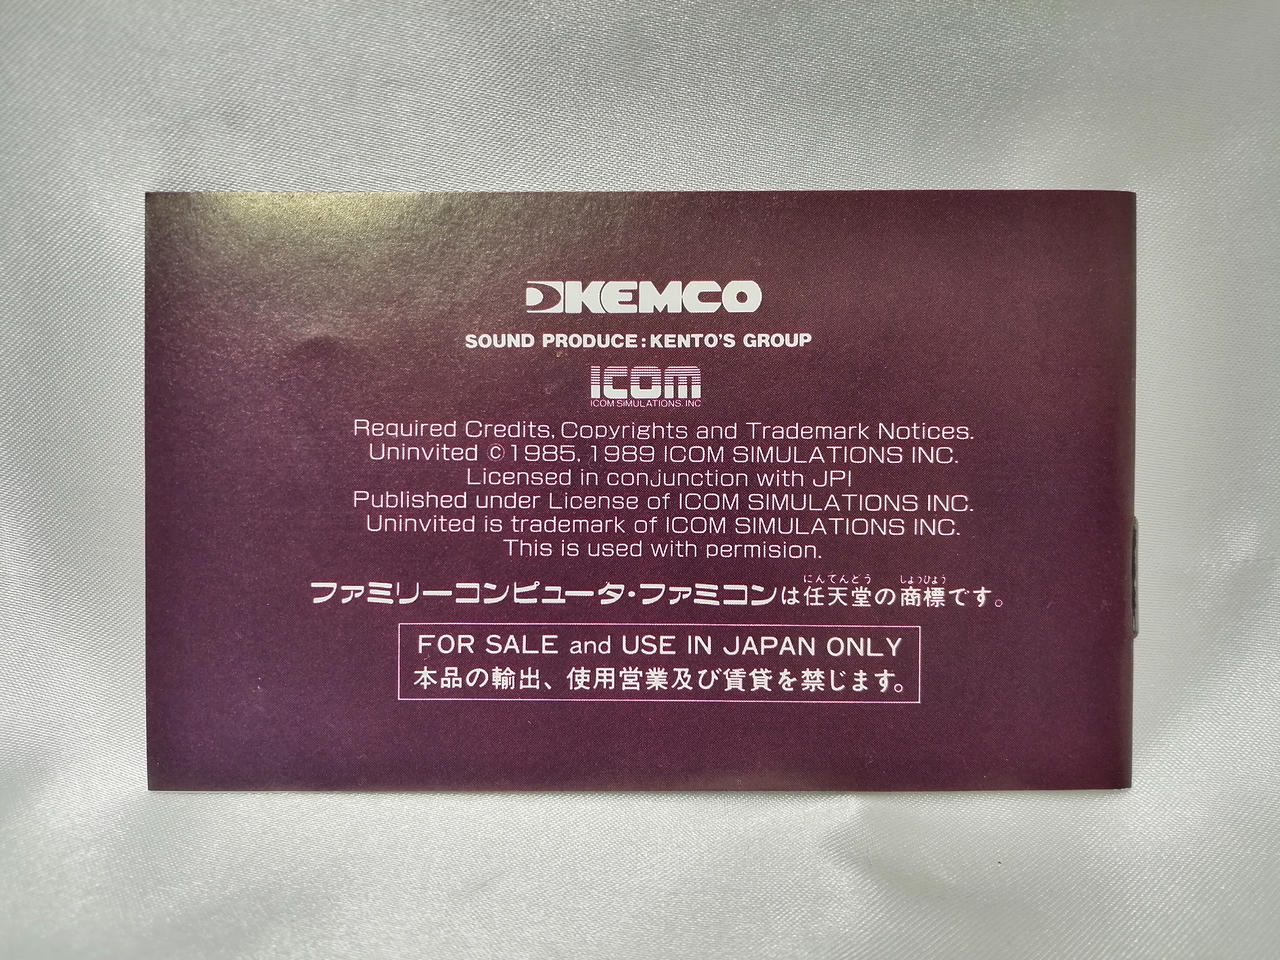 KEMCO
SOUND PRODUCE:KENTO'S GROUP
ICOM
ICOM SIMULATIONS, INC
Required Credits, Copyrights and Trademark Notices.
Uninvited ©1985, 1989 ICOM SIMULATIONS INC.
Licensed in conjunction with JPI
Published under License of ICOM SIMULATIONS INC.
Uninvited is trademark of ICOM SIMULATIONS INC.
This is used with permision.
にんてんどう しょうひょう
ファミリーコンピュータ・ファミコンは任天堂の商標です。
FOR SALE and USE IN JAPAN ONLY
本品の輸出、使用営業及び賃貸を禁じます。